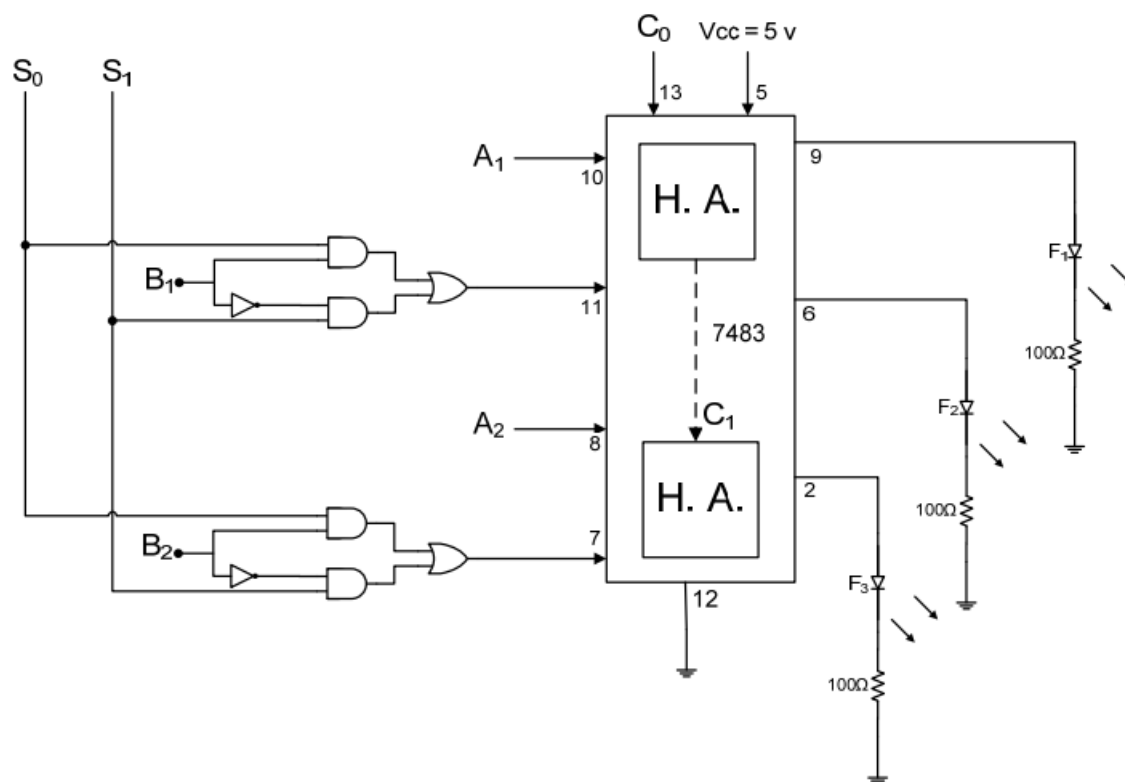 C₀
Vcc = 5 v
S₀
S₁
13
5
A₁
10
9
H. A.
F₁
B₁
11
6
7483
100Ω
F₂
A₂
8
C₁
2
H. A.
100Ω
B₂
7
F₃
12
100Ω